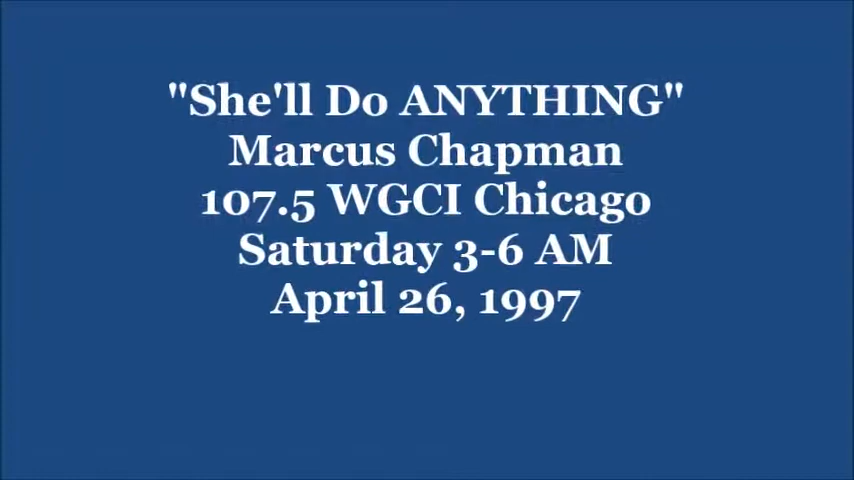 "She'll Do ANYTHING"
Marcus Chapman
107.5 WGCI Chicago
Saturday 3-6 AM
April 26, 1997